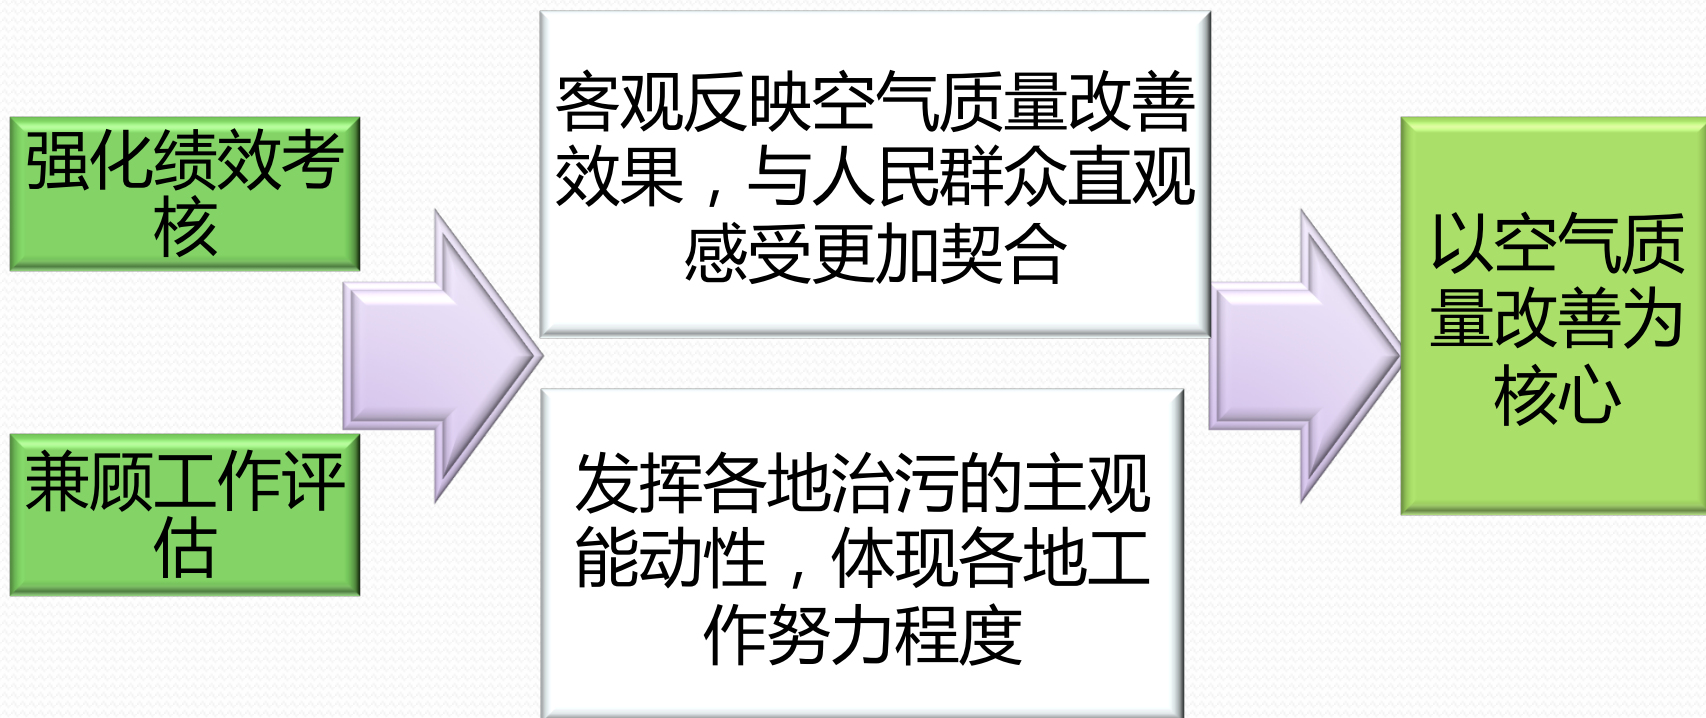 强化绩效考
核
兼顾工作评
估
客观反映空气质量改善
效果，与人民群众直观
感受更加契合
发挥各地治污的主观
能动性，体现各地工
作努力程度
以空气质
量改善为
核心